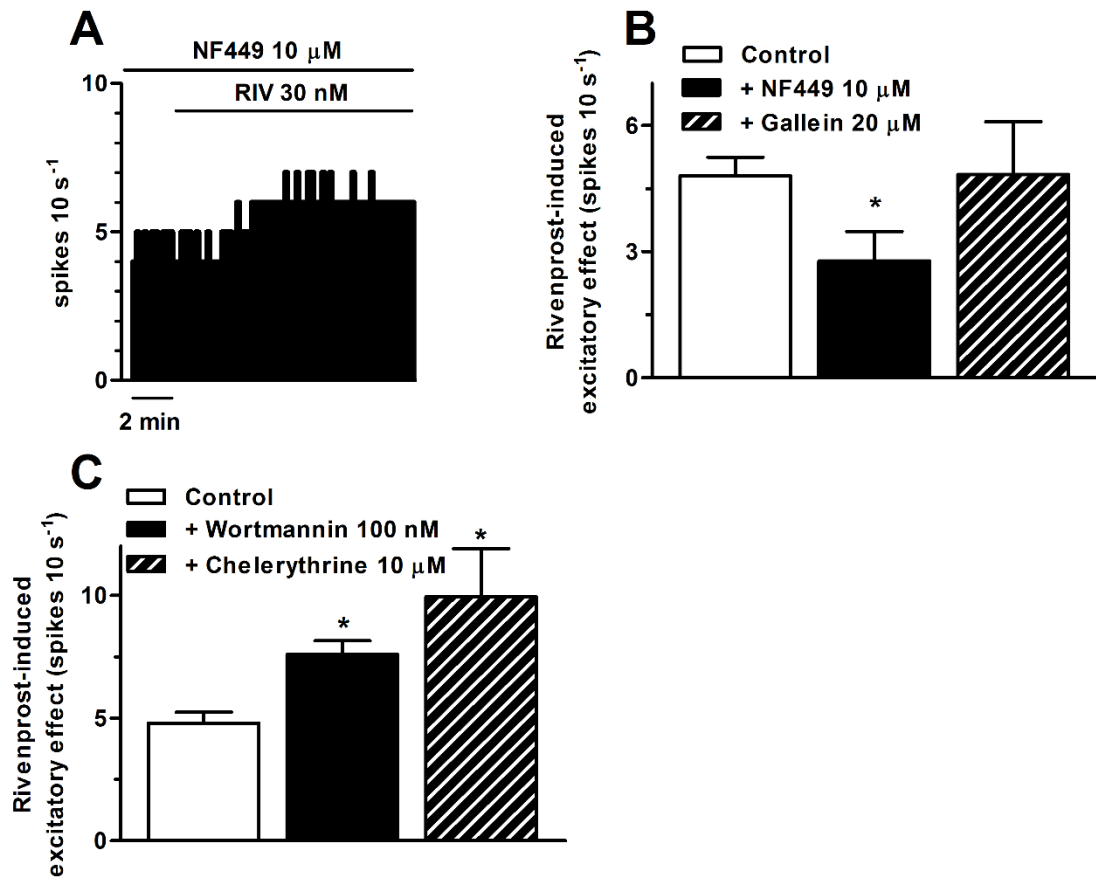 A
NF449 10 μM
RIV 30 nM
10
5
0
spikes 10 s⁻¹
2 min
B
Control
+ NF449 10 μM
+ Gallein 20 μM
6
3
0
Rivenprost-induced
excitatory effect (spikes 10 s⁻¹)
*
C
Control
+ Wortmannin 100 nM
+ Chelerythrine 10 μM
10
5
0
Rivenprost-induced
excitatory effect (spikes 10 s⁻¹)
*
*